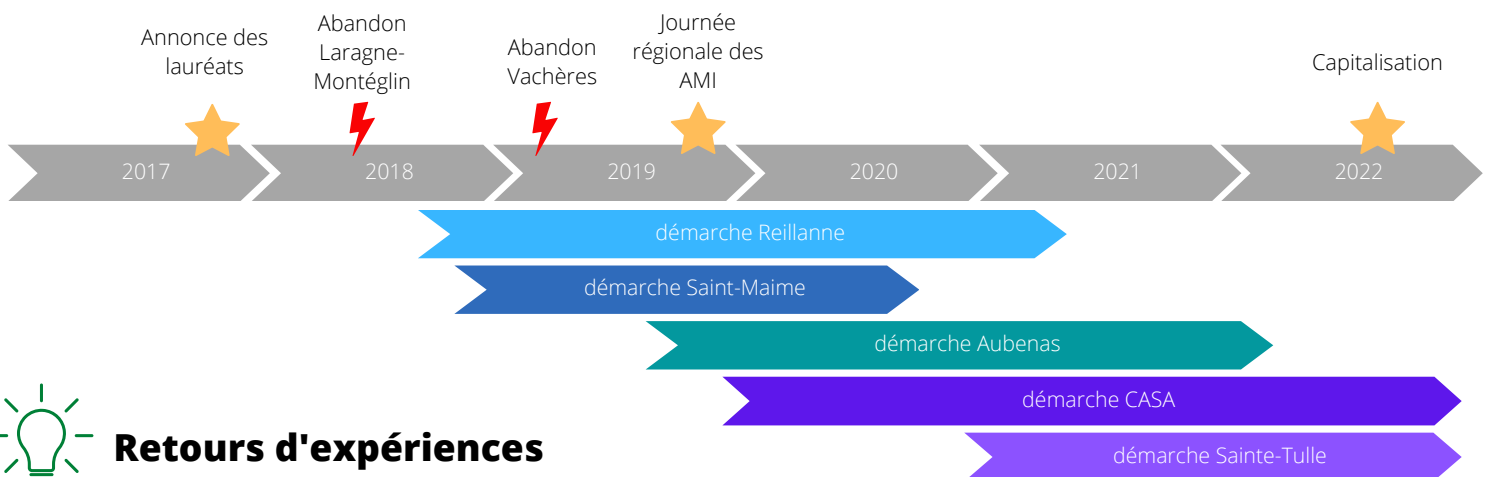 Annonce des
lauréats
Abandon
Laragne-
Montéglin
Abandon
Vachères
Journée
régionale des
AMI
Capitalisation
2017
2018
2019
2020
2021
2022
démarche Reillanne
démarche Saint-Maime
démarche Aubenas
démarche CASA
démarche Sainte-Tulle
Retours d'expériences